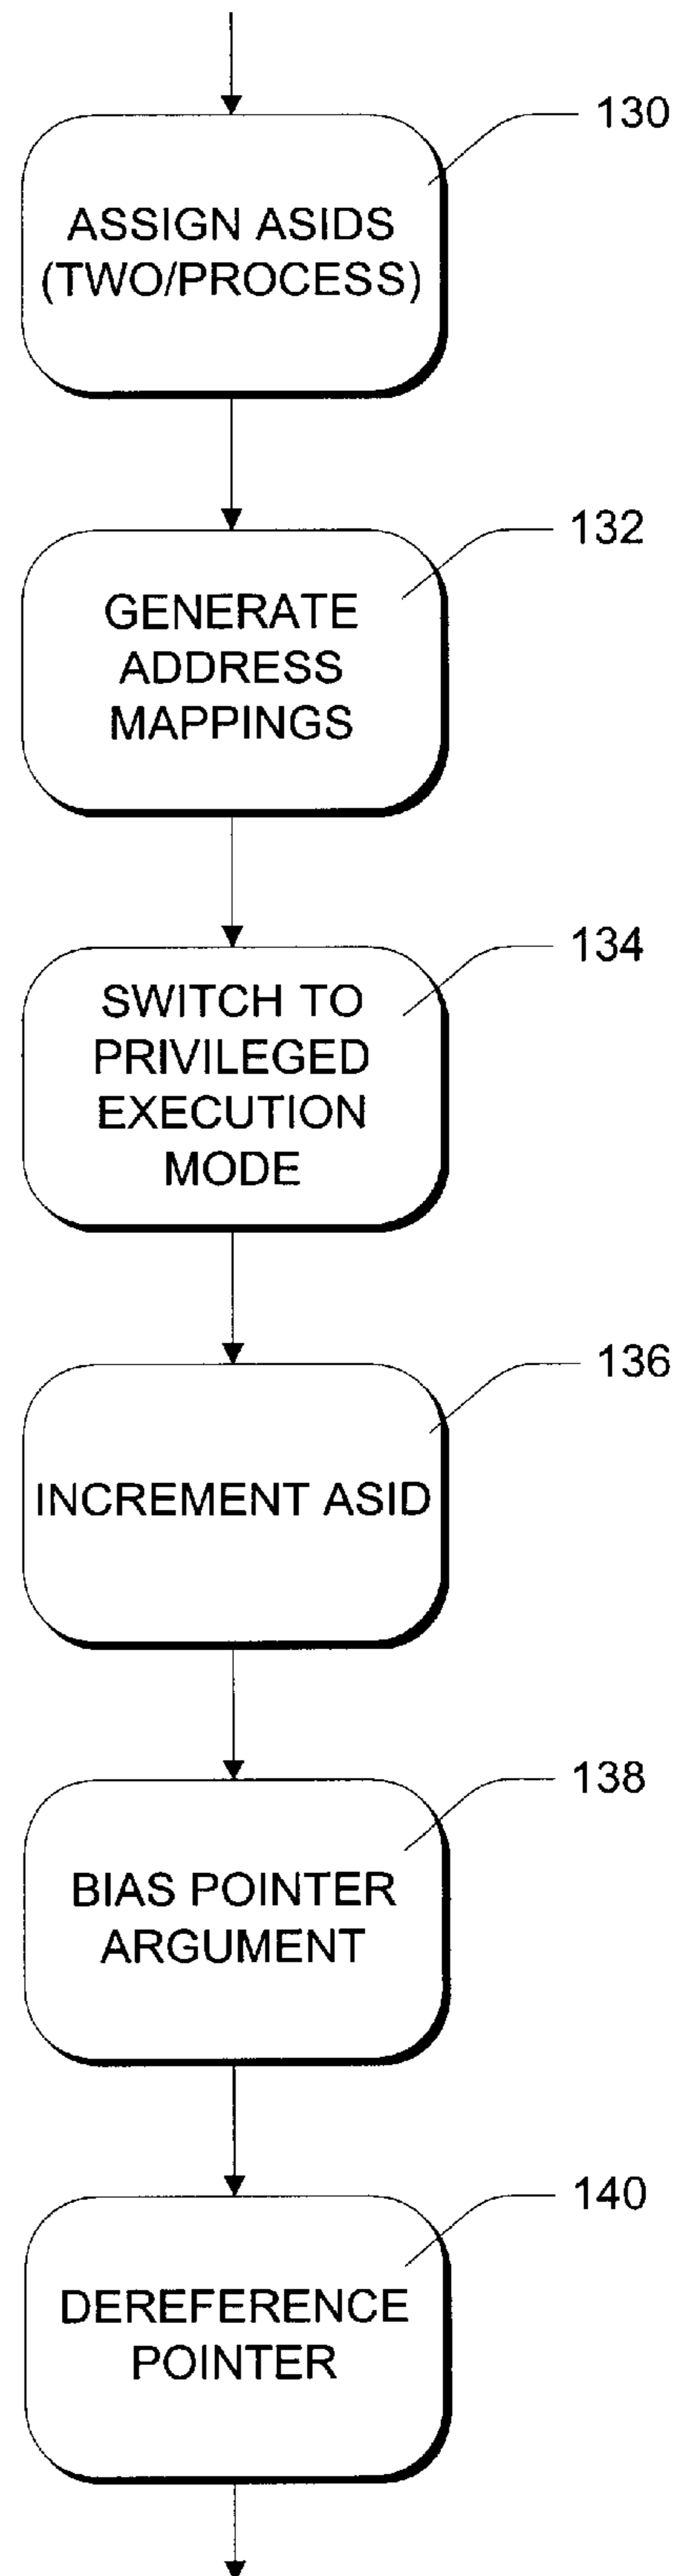 130
ASSIGN ASIDS
(TWO/PROCESS)
132
GENERATE
ADDRESS
MAPPINGS
134
SWITCH TO
PRIVILEGED
EXECUTION
MODE
136
INCREMENT ASID
138
BIAS POINTER
ARGUMENT
140
DEREFERENCE
POINTER